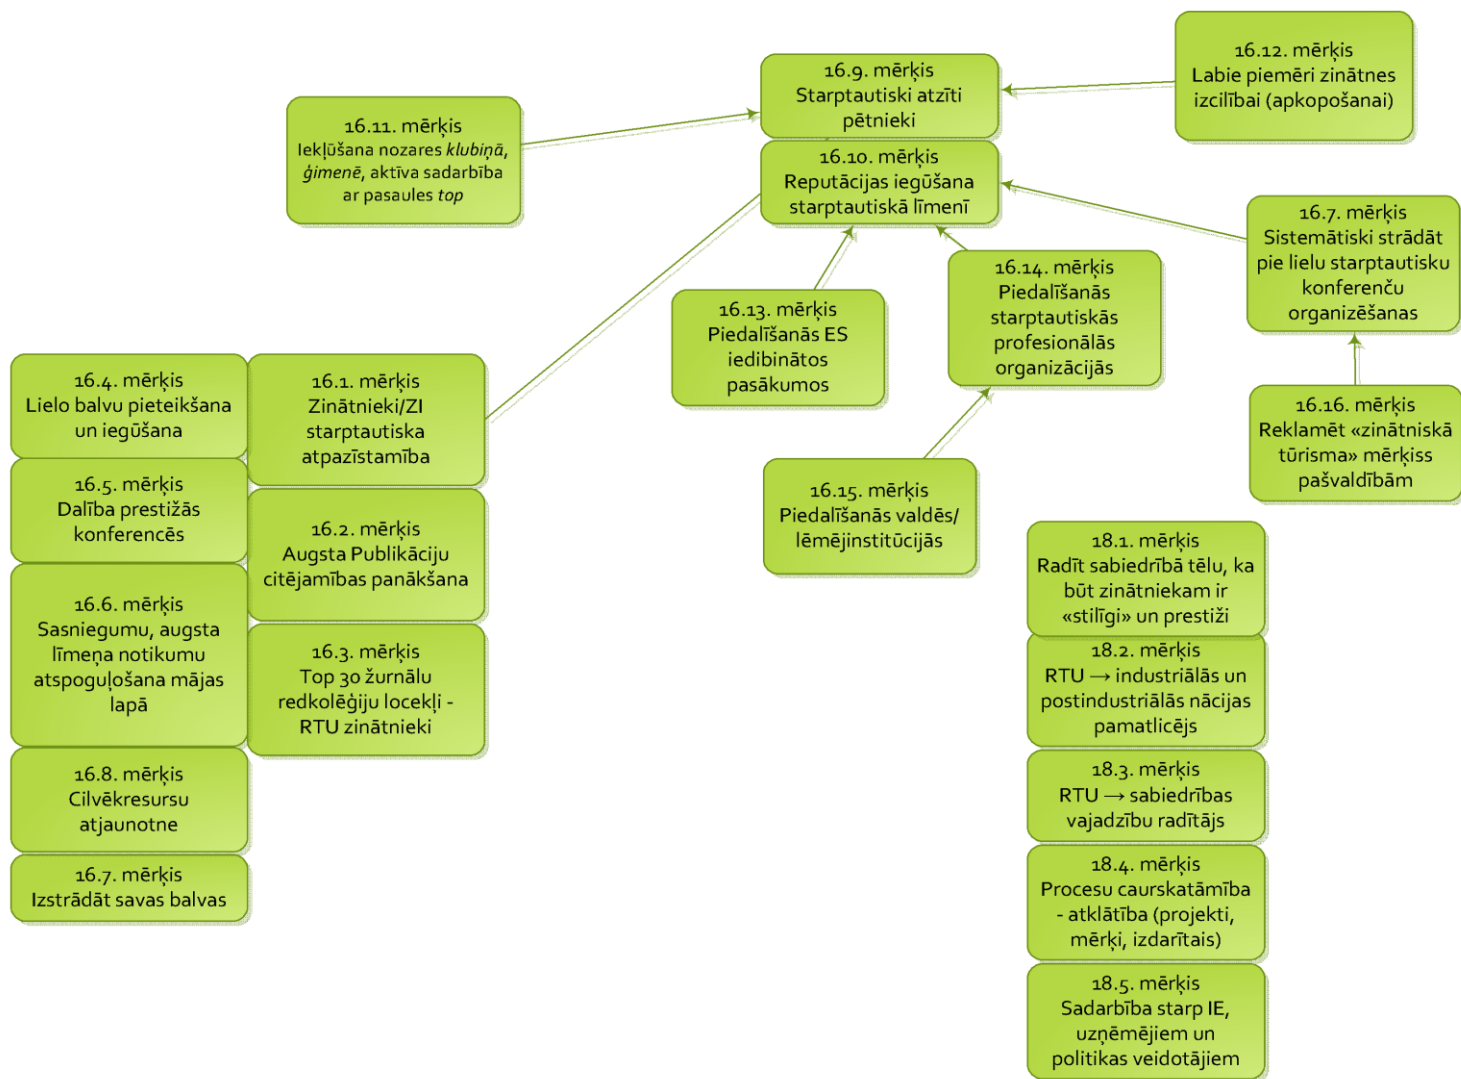 16.12. mērķis
Labie piemēri zinātnes
izcilībai (apkopošanai)
16.9. mērķis
Starptautiski atzīti
pētnieki
16.11. mērķis
Iekļūšana nozares klubiņā,
ģimenē, aktīva sadarbība
ar pasaules top
16.10. mērķis
Reputācijas iegūšana
starptautiskā līmenī
16.7. mērķis
Sistemātiski strādāt
pie lielu starptautisku
konferenču
organizēšanas
16.14. mērķis
Piedalīšanās
starptautiskās
profesionālās
organizācijās
16.13. mērķis
Piedalīšanās ES
iedibinātos
pasākumos
16.4. mērķis
Lielo balvu pieteikšana
un iegūšana
16.1. mērķis
Zinātnieki/ZI
starptautiska
atpazīstamība
16.16. mērķis
Reklamēt «zinātniskā
tūrisma» mērķiss
pašvaldībām
16.5. mērķis
Dalība prestižās
konferencēs
16.15. mērķis
Piedalīšanās valdēs/
lēmējinstitūcijās
16.2. mērķis
Augsta Publikāciju
citējamības panākšana
18.1. mērķis
Radīt sabiedrībā tēlu, ka
būt zinātniekam ir
«stilīgi» un prestiži
16.6. mērķis
Sasniegumu, augsta
līmeņa notikumu
atspoguļošana mājas
lapā
16.3. mērķis
Top 30 žurnālu
redkolēģiju locekļi -
RTU zinātnieki
18.2. mērķis
RTU → industriālās un
postindustriālās nācijas
pamatlicējs
16.8. mērķis
Cilvēkresursu
atjaunotne
18.3. mērķis
RTU → sabiedrības
vajadzību radītājs
16.7. mērķis
Izstrādāt savas balvas
18.4. mērķis
Procesu caurskatāmība
- atklātība (projekti,
mērķi, izdarītais)
18.5. mērķis
Sadarbība starp IE,
uzņēmējiem un
politikas veidotājiem